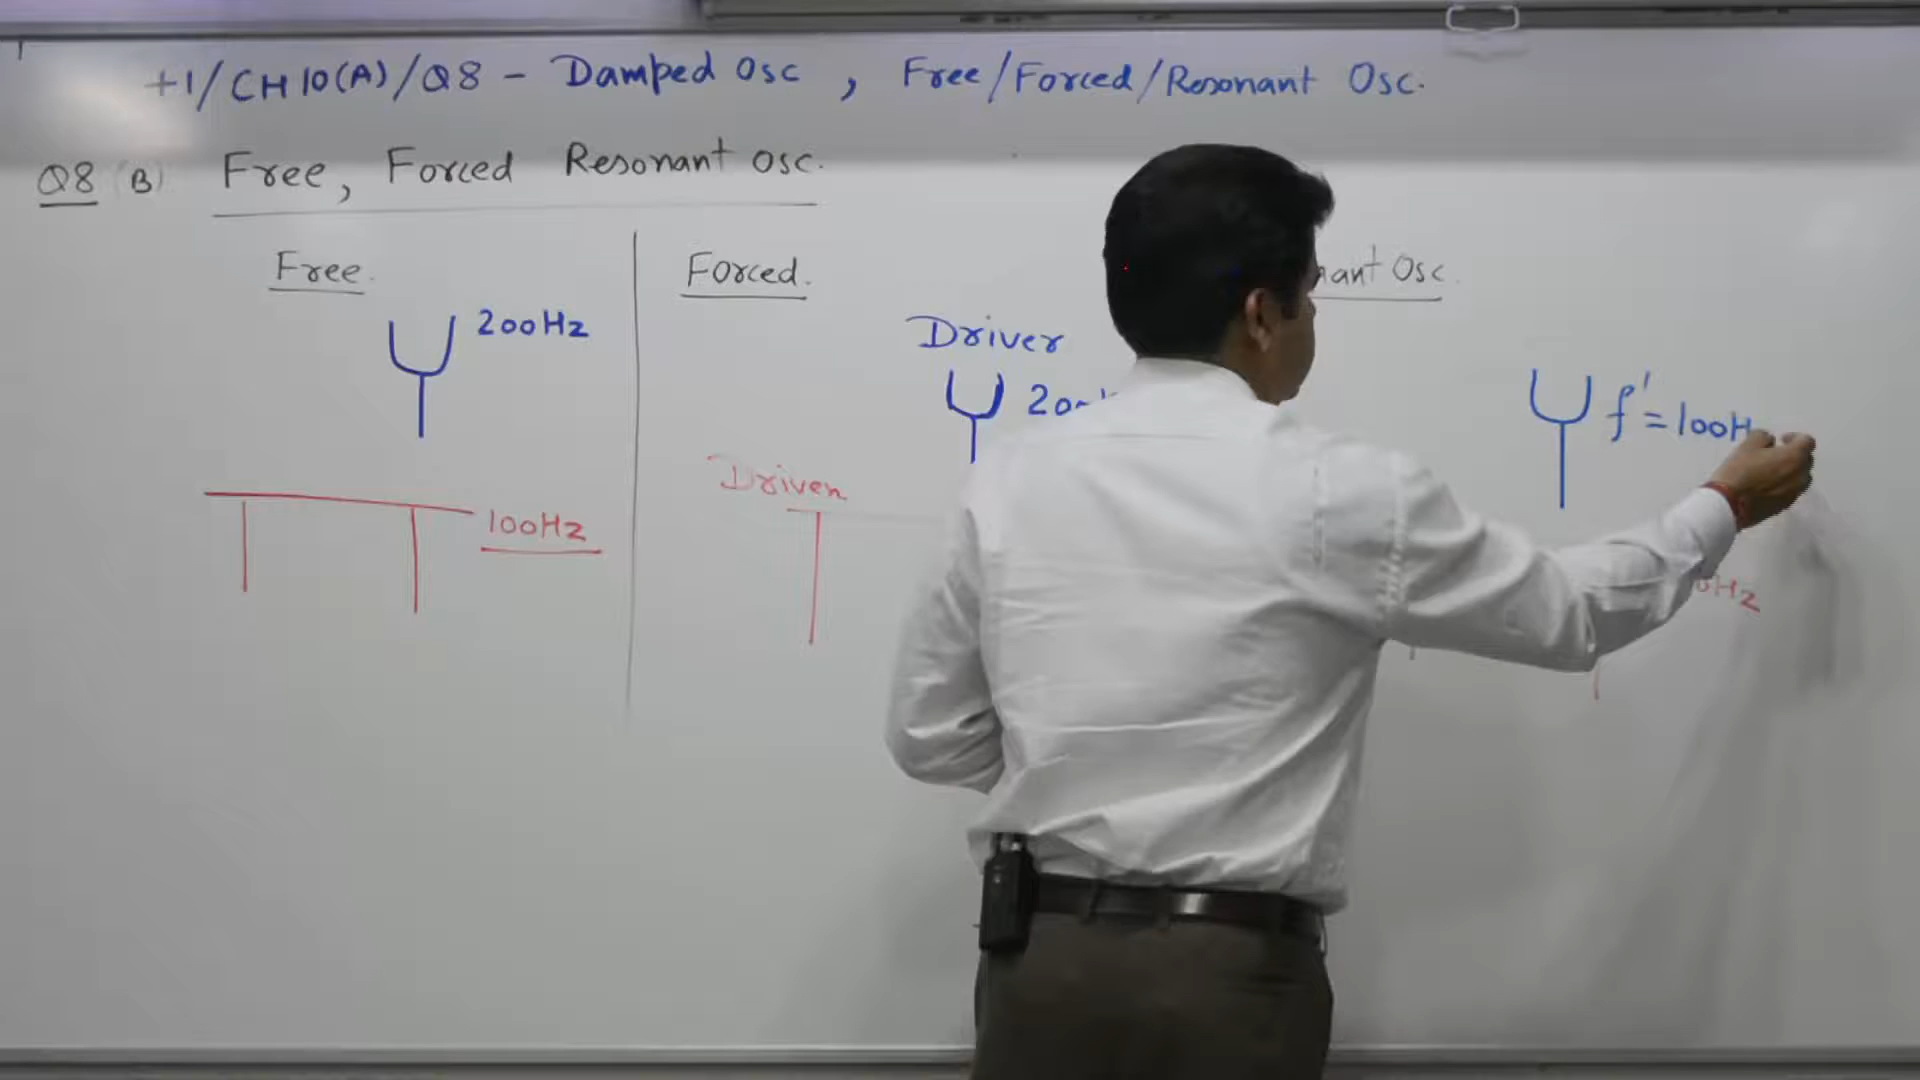 +1/CH10(A)/Q8 - Damped Osc, Free/Forced/Resonant Osc.
Q8 (B) Free, Forced Resonant Osc.
Free.
200Hz
100Hz
Forced.
Driver
Driven
Osc.
f' = 100H